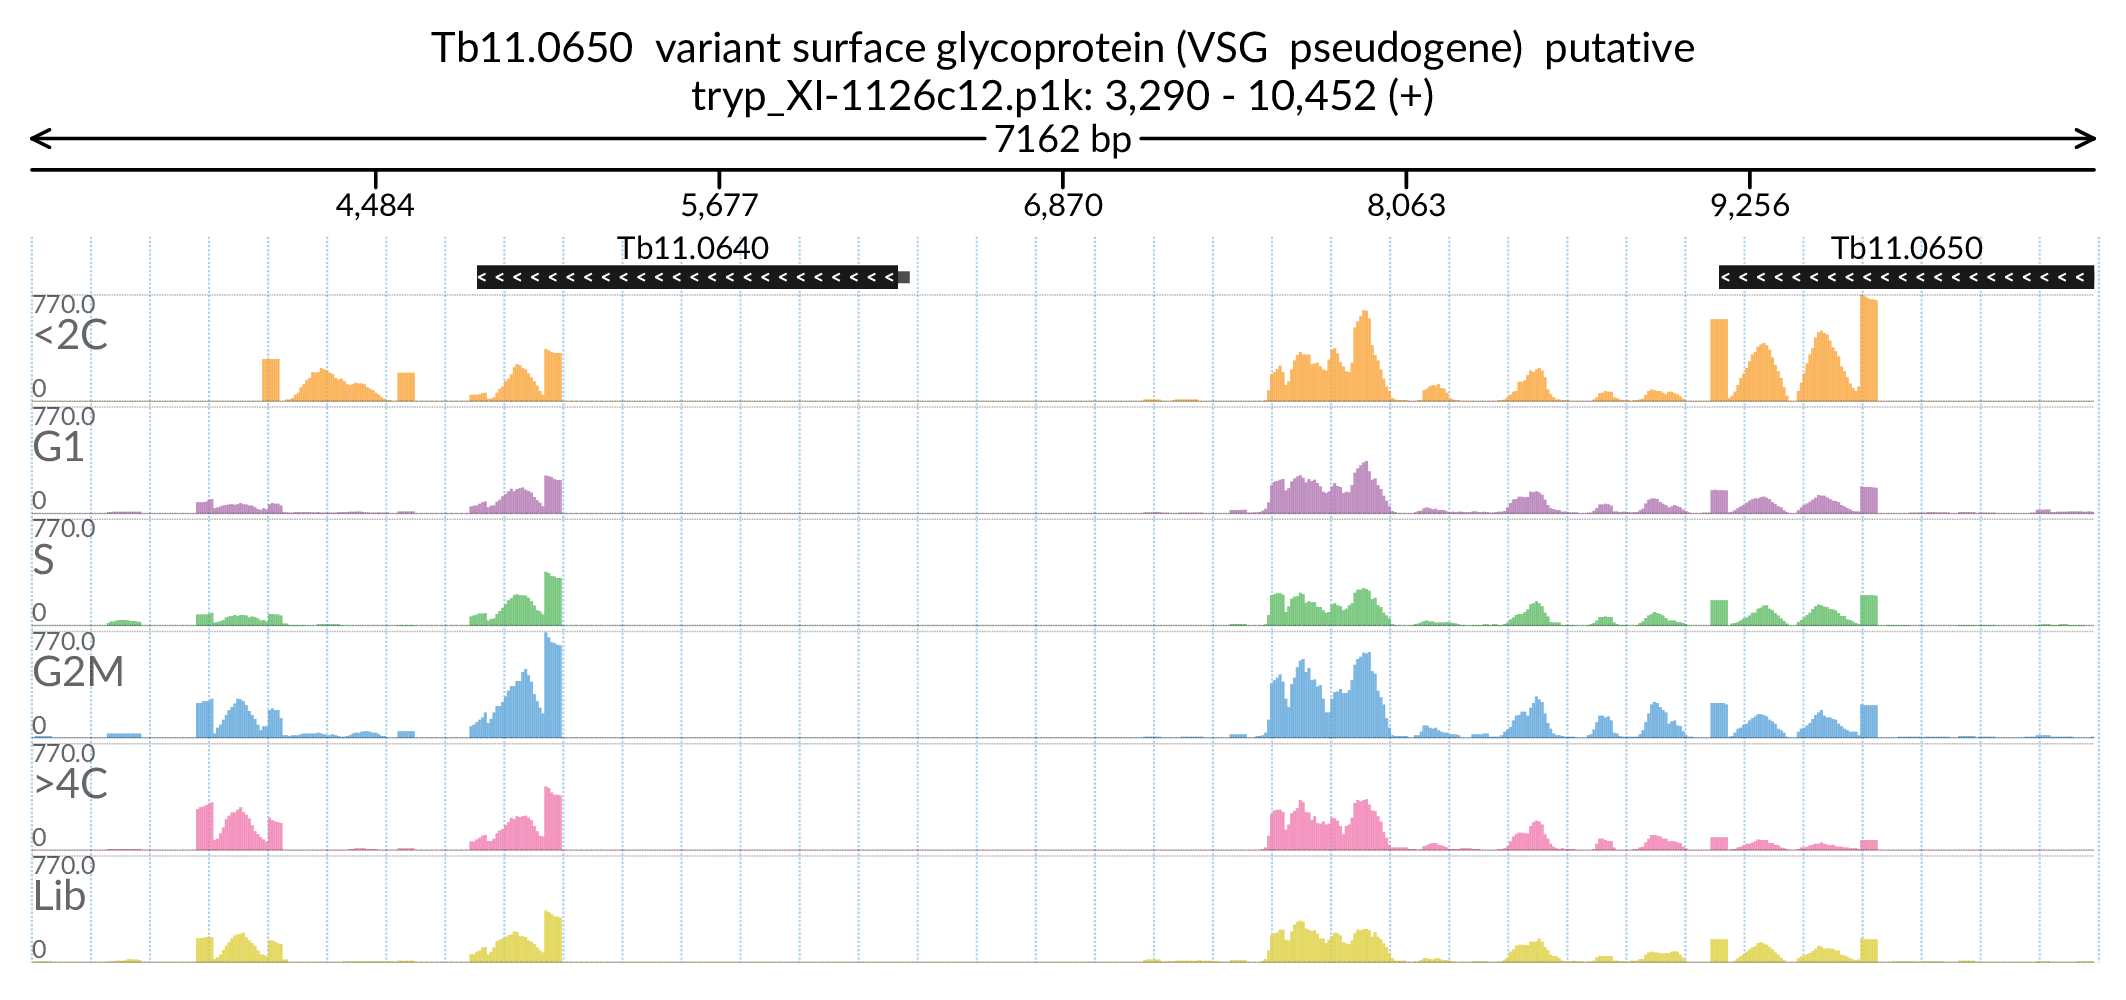 Tb11.0650 variant surface glycoprotein (VSG pseudogene) putative
tryp_XI-1126c12.p1k: 3,290 - 10,452 (+)
7162 bp
4,484 5,677 6,870 8,063 9,256
Tb11.0640 Tb11.0650
770.0
<2C
0
770.0
G1
0
770.0
S
0
770.0
G2M
0
770.0
>4C
0
770.0
Lib
0